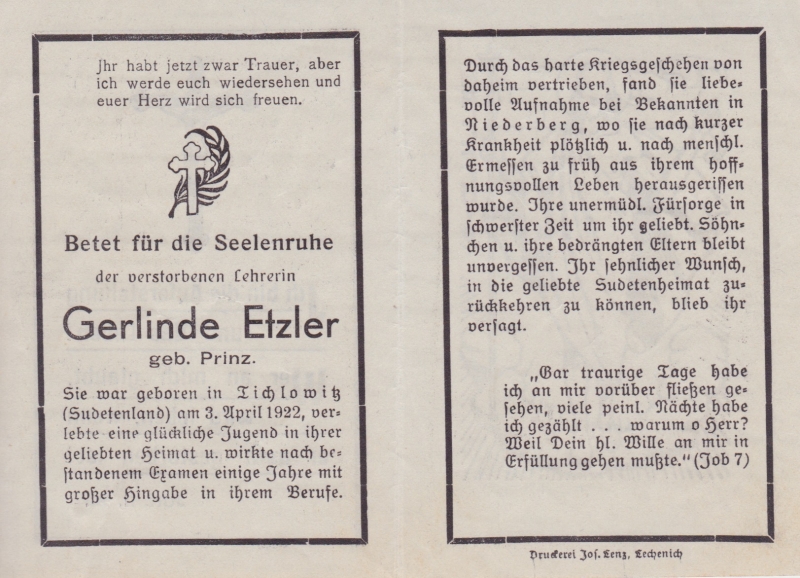 Ihr habt jetzt zwar Trauer, aber
ich werde euch wiedersehen und
euer Herz wird sich freuen.
Betet für die Seelenruhe
der verstorbenen Lehrerin
Gerlinde Etzler
geb. Prinz.
Sie war geboren in Tichlowitz
(Sudetenland) am 3. April 1922, ver-
lebte eine glückliche Jugend in ihrer
geliebten Heimat u. wirkte nach be-
standenem Examen einige Jahre mit
großer Hingabe in ihrem Berufe.
Durch das harte Kriegsgeschehen von
daheim vertrieben, fand sie liebe-
volle Aufnahme bei Bekannten in
Niederberg, wo sie nach kurzer
Krankheit plötzlich u. nach menschl.
Ermessen zu früh aus ihrem hoff-
nungsvollen Leben herausgerissen
wurde. Ihre unermüdl. Fürsorge in
schwerster Zeit um ihr geliebt. Söhn-
chen u. ihre bedrängten Eltern bleibt
unvergessen. Ihr sehnlicher Wunsch,
in die geliebte Sudetenheimat zu-
rückkehren zu können, blieb ihr
versagt.
„Gar traurige Tage habe
ich an mir vorüber fließen ge-
sehen, viele peinl. Nächte habe
ich gezählt . . . warum o Herr?
Weil Dein hl. Wille an mir in
Erfüllung gehen mußte.“ (Job 7)
Druckerei Jos. Lenz, Lechenich